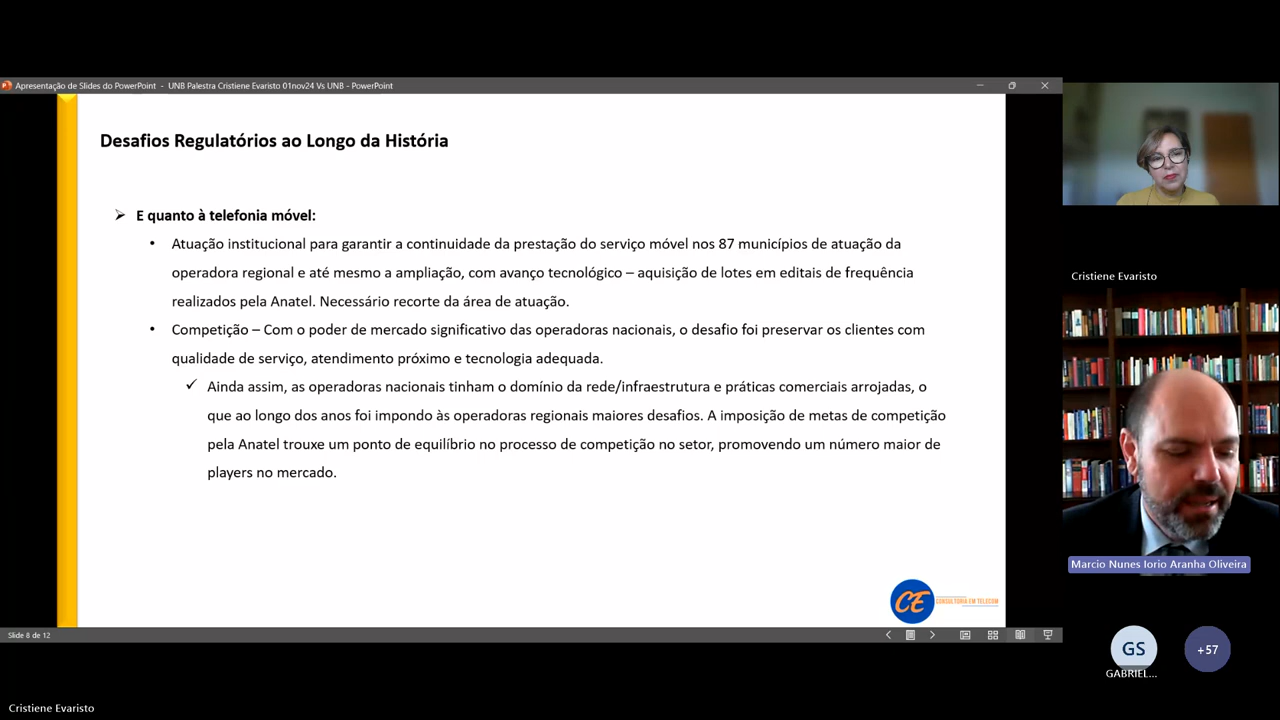 Apresentação de Slides do PowerPoint - UNB Palestra Cristiene Evaristo 01nov24 Vs UNB - PowerPoint
Desafios Regulatórios ao Longo da História
E quanto à telefonia móvel:
Atuação institucional para garantir a continuidade da prestação do serviço móvel nos 87 municípios de atuação da
operadora regional e até mesmo a ampliação, com avanço tecnológico – aquisição de lotes em editais de frequência
realizados pela Anatel. Necessário recorte da área de atuação.
Competição – Com o poder de mercado significativo das operadoras nacionais, o desafio foi preservar os clientes com
qualidade de serviço, atendimento próximo e tecnologia adequada.
Ainda assim, as operadoras nacionais tinham o domínio da rede/infraestrutura e práticas comerciais arrojadas, o
que ao longo dos anos foi impondo às operadoras regionais maiores desafios. A imposição de metas de competição
pela Anatel trouxe um ponto de equilíbrio no processo de competição no setor, promovendo um número maior de
players no mercado.
CE CONSULTORIA EM TELECOM
Slide 8 de 12
Cristiene Evaristo
Marcio Nunes Iorio Aranha Oliveira
GS
+57
GABRIEL...
Cristiene Evaristo